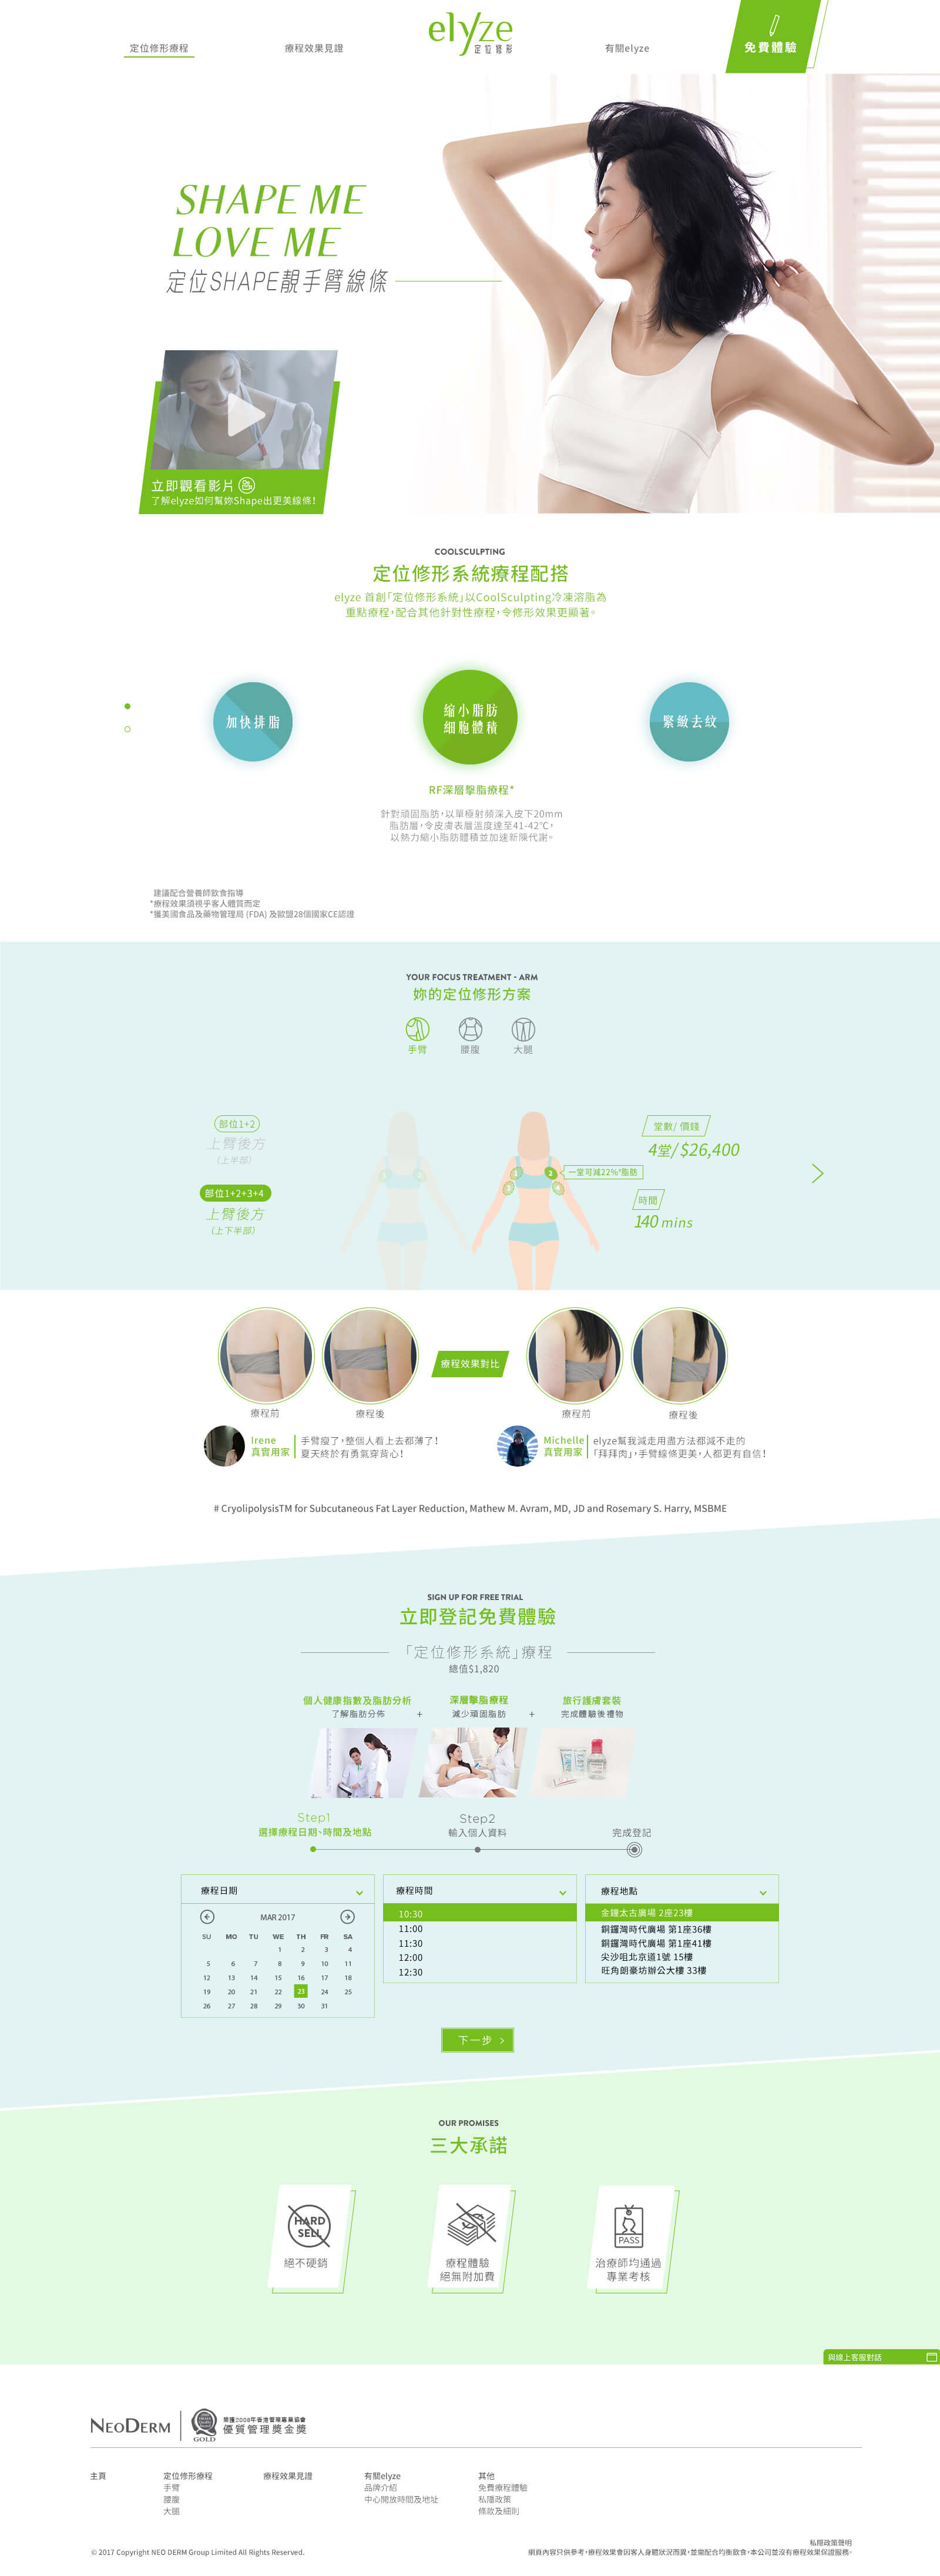 定位修形療程
療程效果見證
elyze
定位修形
有關elyze
免費體驗
SHAPE ME
LOVE ME
定位SHAPE靚手臂線條
立即觀看影片
了解elyze如何幫妳Shape出更美線條！
COOLSCULPTING
定位修形系統療程配搭
elyze 首創「定位修形系統」以CoolSculpting冷凍溶脂為
重點療程，配合其他針對性療程，令修形效果更顯著。
加快排脂
縮小脂肪
細胞體積
緊緻去紋
RF深層擊脂療程*
針對頑固脂肪，以單極射頻深入皮下20mm
脂肪層，令皮膚表層溫度達至41-42℃，
以熱力縮小脂肪體積並加速新陳代謝。
建議配合營養師飲食指導
*療程效果須視乎客人體質而定
*獲美國食品及藥物管理局 (FDA) 及歐盟28個國家CE認證
YOUR FOCUS TREATMENT - ARM
妳的定位修形方案
手臂
腰腹
大腿
部位1+2
上臂後方
（上半部）
部位1+2+3+4
上臂後方
（上下半部）
1
2
1
2
3
4
一堂可減22%#脂肪
堂數/ 價錢
4堂/$26,400
時間
140 mins
療程前
療程後
療程效果對比
療程前
療程後
Irene
真實用家
手臂瘦了，整個人看上去都薄了！
夏天終於有勇氣穿背心！
Michelle
真實用家
elyze幫我減走用盡方法都減不走的
「拜拜肉」，手臂線條更美，人都更有自信！
# CryolipolysisTM for Subcutaneous Fat Layer Reduction, Mathew M. Avram, MD, JD and Rosemary S. Harry, MSBME
SIGN UP FOR FREE TRIAL
立即登記免費體驗
「定位修形系統」療程
總值$1,820
個人健康指數及脂肪分析
了解脂肪分佈
+
深層擊脂療程
減少頑固脂肪
+
旅行護膚套裝
完成體驗後禮物
Step1
選擇療程日期、時間及地點
Step2
輸入個人資料
完成登記
療程日期
MAR 2017
SU MO TU WE TH FR SA
1 2 3 4
5 6 7 8 9 10 11
12 13 14 15 16 17 18
19 20 21 22 23 24 25
26 27 28 29 30 31
療程時間
10:30
11:00
11:30
12:00
12:30
療程地點
金鐘太古廣場 2座23樓
銅鑼灣時代廣場 第1座36樓
銅鑼灣時代廣場 第1座41樓
尖沙咀北京道1號 15樓
旺角朗豪坊辦公大樓 33樓
下一步 >
OUR PROMISES
三大承諾
HARD
SELL
絕不硬銷
療程體驗
絕無附加費
PASS
治療師均通過
專業考核
與線上客服對話
NEODERM
GOLD
榮獲2008年香港管理專業協會
優質管理獎金獎
主頁
定位修形療程
手臂
腰腹
大腿
療程效果見證
有關elyze
品牌介紹
中心開放時間及地址
其他
免費療程體驗
私隱政策
條款及細則
私隱政策聲明
© 2017 Copyright NEO DERM Group Limited All Rights Reserved.
網頁內容只供參考，療程效果會因客人身體狀況而異，並需配合均衡飲食，本公司並沒有療程效果保證服務。